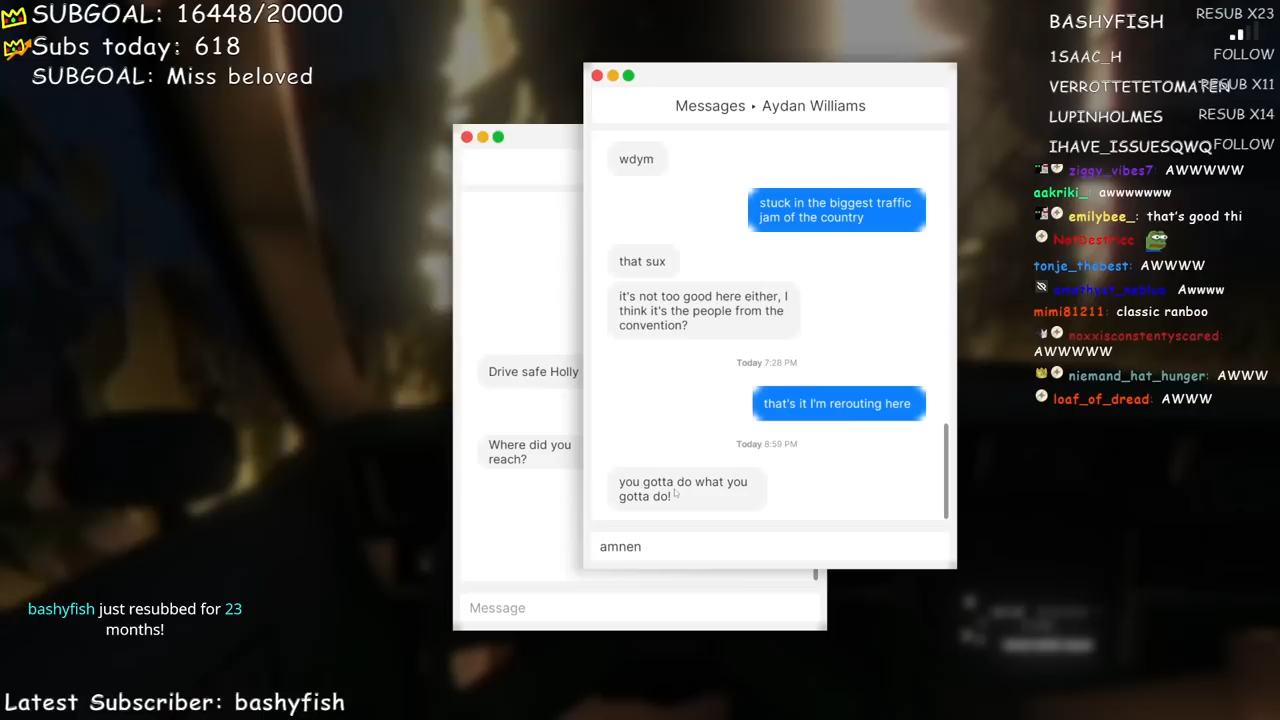 SUBGOAL: 16448/20000
Subs today: 618
SUBGOAL: Miss beloved
BASHYFISH
RESUB X23
1SAAC_H
FOLLOW
VERROTTETETOMATEN
RESUB X11
LUPINHOLMES
RESUB X14
IHAVE_ISSUESQWQ
FOLLOW
ziggy_vibes7: AWWWWW
aakriki_: awwwwwww
emilybee_: that's good thi
NotDestricc
tonje_thebest: AWWWW
amethyst_nebluu Awwww
mimi81211: classic ranboo
noxxisconstentyscared:
AWWWWW
niemand_hat_hunger: AWWW
loaf_of_dread: AWWW
Messages ▸ Aydan Williams
wdym
stuck in the biggest traffic
jam of the country
that sux
it's not too good here either, I
think it's the people from the
convention?
Today 7:28 PM
that's it I'm rerouting here
Today 8:59 PM
you gotta do what you
gotta do!
amnen
Drive safe Holly
Where did you
reach?
Message
bashyfish just resubbed for 23
months!
Latest Subscriber: bashyfish